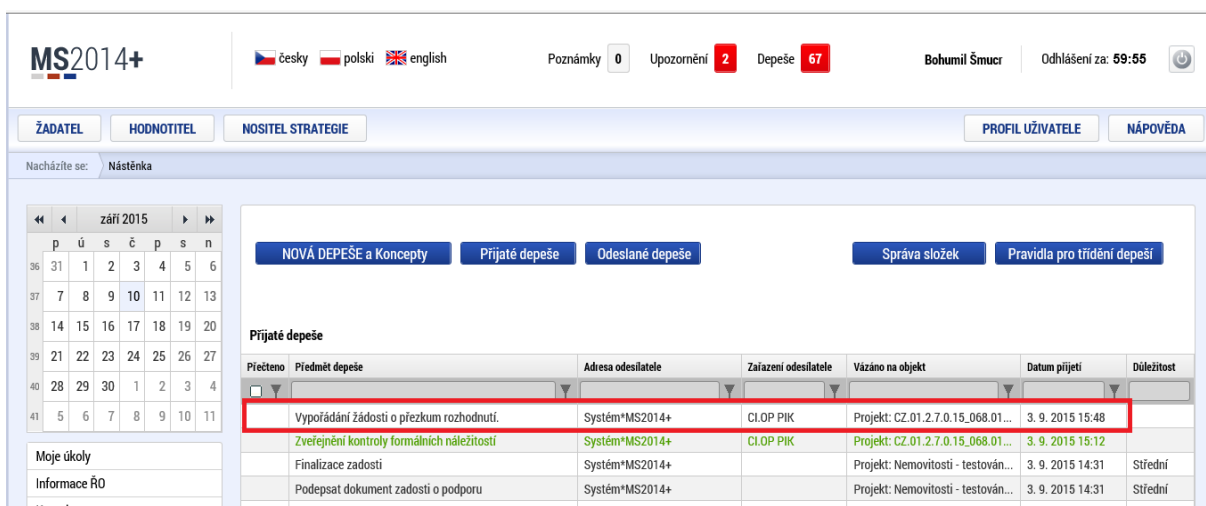 MS2014+
česky polski english
Poznámky 0 Upozornění 2 Depeše 67
Bohumil Šmucr Odhlášení za: 59:55
ŽADATEL HODNOTITEL NOSITEL STRATEGIE PROFIL UŽIVATELE NÁPOVĚDA
Nacházíte se: Nástěnka
září 2015
p ú s č p s n
36 31 1 2 3 4 5 6
37 7 8 9 10 11 12 13
38 14 15 16 17 18 19 20
39 21 22 23 24 25 26 27
40 28 29 30 1 2 3 4
41 5 6 7 8 9 10 11
Moje úkoly
Informace ŘO
NOVÁ DEPEŠE a Koncepty Přijaté depeše Odeslané depeše Správa složek Pravidla pro třídění depeší
Přijaté depeše
Přečteno Předmět depeše Adresa odesílatele Zařazení odesílatele Vázáno na objekt Datum přijetí Důležitost
Vypořádání žádosti o přezkum rozhodnutí. Systém*MS2014+ CI.OP PIK Projekt: CZ.01.2.7.0.15_068.01... 3. 9. 2015 15:48
Zveřejnění kontroly formálních náležitostí Systém*MS2014+ CI.OP PIK Projekt: CZ.01.2.7.0.15_068.01... 3. 9. 2015 15:12
Finalizace zadosti Systém*MS2014+ Projekt: Nemovitosti - testován... 3. 9. 2015 14:31 Střední
Podepsat dokument zadosti o podporu Systém*MS2014+ Projekt: Nemovitosti - testován... 3. 9. 2015 14:31 Střední